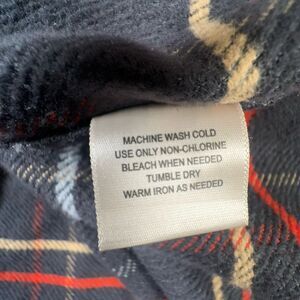 MACHINE WASH COLD
USE ONLY NON-CHLORINE
BLEACH WHEN NEEDED
TUMBLE DRY
WARM IRON AS NEEDED